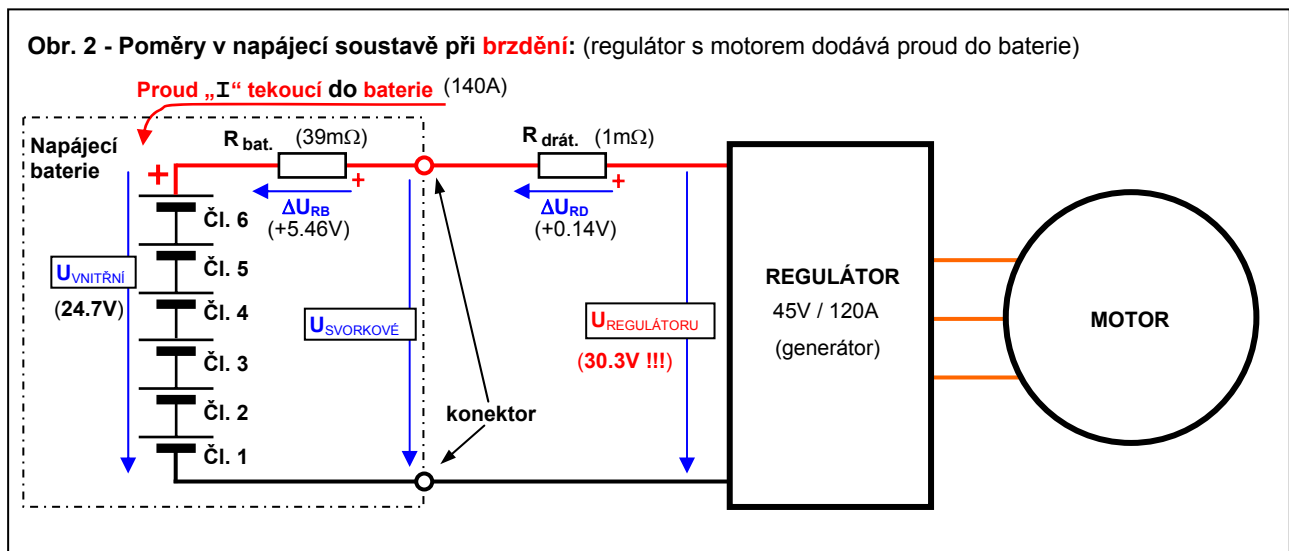 Obr. 2 - Poměry v napájecí soustavě při brzdění: (regulátor s motorem dodává proud do baterie)
Proud „I“ tekoucí do baterie (140A)
Napájecí
baterie
R bat. (39mΩ)
R drát. (1mΩ)
+
+
+
ΔURB
(+5.46V)
ΔURD
(+0.14V)
Čl. 6
Čl. 5
Čl. 4
Čl. 3
Čl. 2
Čl. 1
UVNITŘNÍ
(24.7V)
USVORKOVÉ
UREGULÁTORU
(30.3V !!!)
konektor
REGULÁTOR
45V / 120A
(generátor)
MOTOR